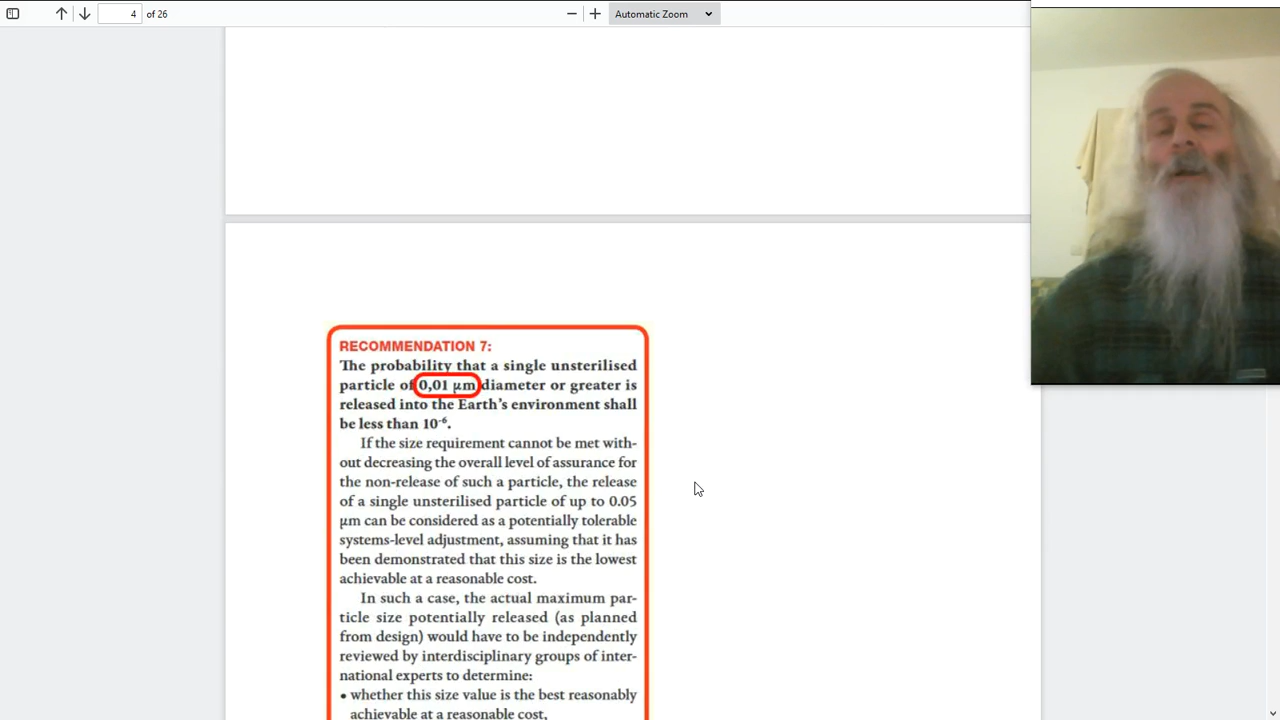 4 of 26
Automatic Zoom
RECOMMENDATION 7:
The probability that a single unsterilised
particle of 0,01 µm diameter or greater is
released into the Earth's environment shall
be less than 10⁻⁶.
If the size requirement cannot be met with-
out decreasing the overall level of assurance for
the non-release of such a particle, the release
of a single unsterilised particle of up to 0.05
µm can be considered as a potentially tolerable
systems-level adjustment, assuming that it has
been demonstrated that this size is the lowest
achievable at a reasonable cost.
In such a case, the actual maximum par-
ticle size potentially released (as planned
from design) would have to be independently
reviewed by interdisciplinary groups of inter-
national experts to determine:
• whether this size value is the best reasonably
achievable at a reasonable cost,